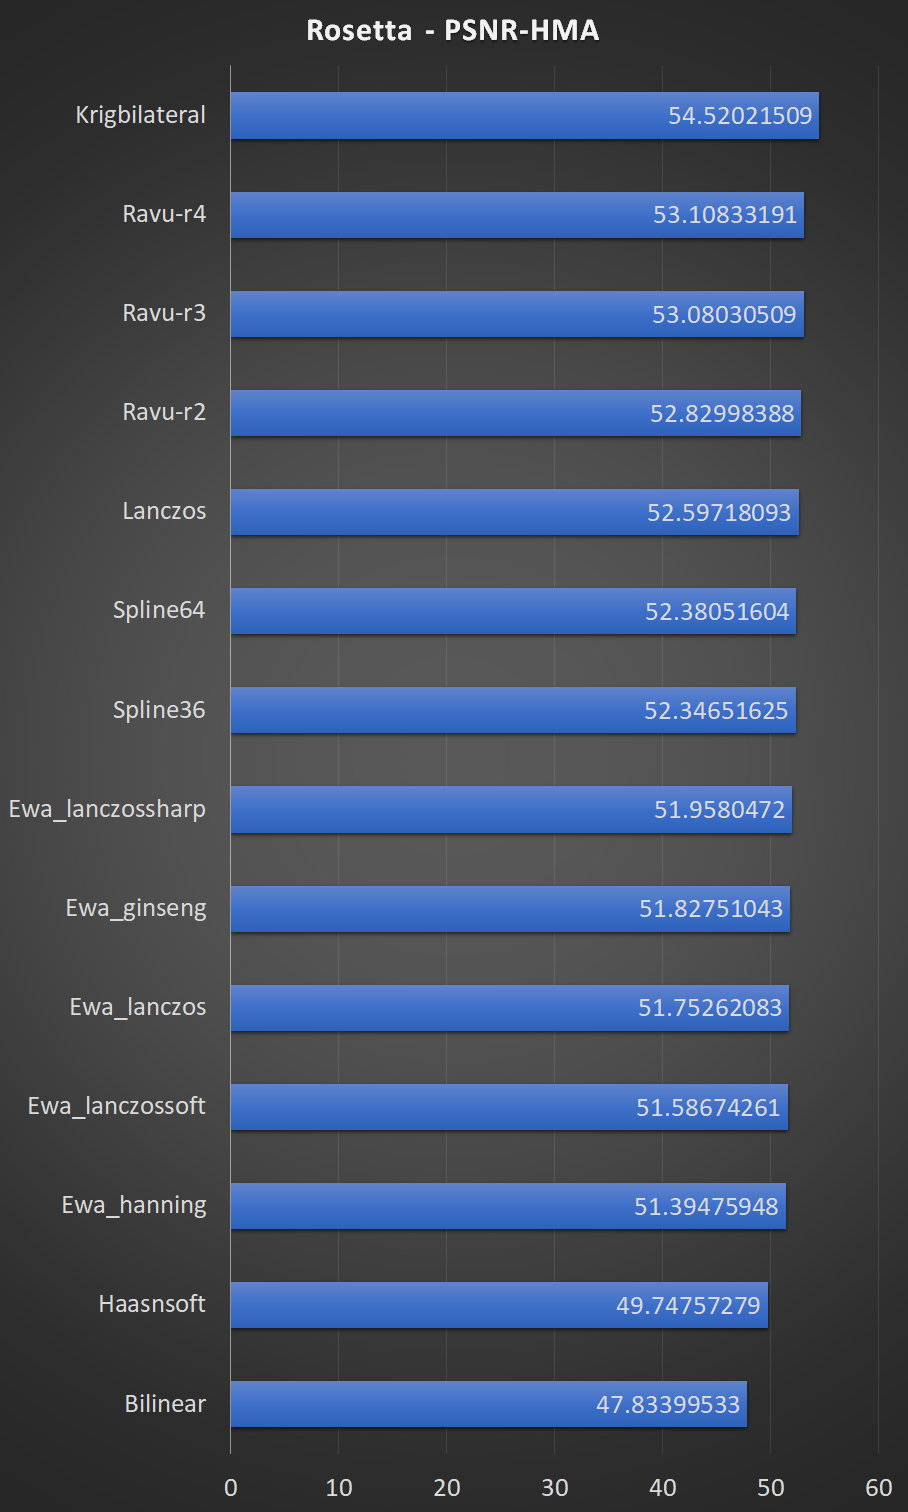 Rosetta - PSNR-HMA
Krigbilateral 54.52021509
Ravu-r4 53.10833191
Ravu-r3 53.08030509
Ravu-r2 52.82998388
Lanczos 52.59718093
Spline64 52.38051604
Spline36 52.34651625
Ewa_lanczossharp 51.9580472
Ewa_ginseng 51.82751043
Ewa_lanczos 51.75262083
Ewa_lanczossoft 51.58674261
Ewa_hanning 51.39475948
Haasnsoft 49.74757279
Bilinear 47.83399533
0 10 20 30 40 50 60